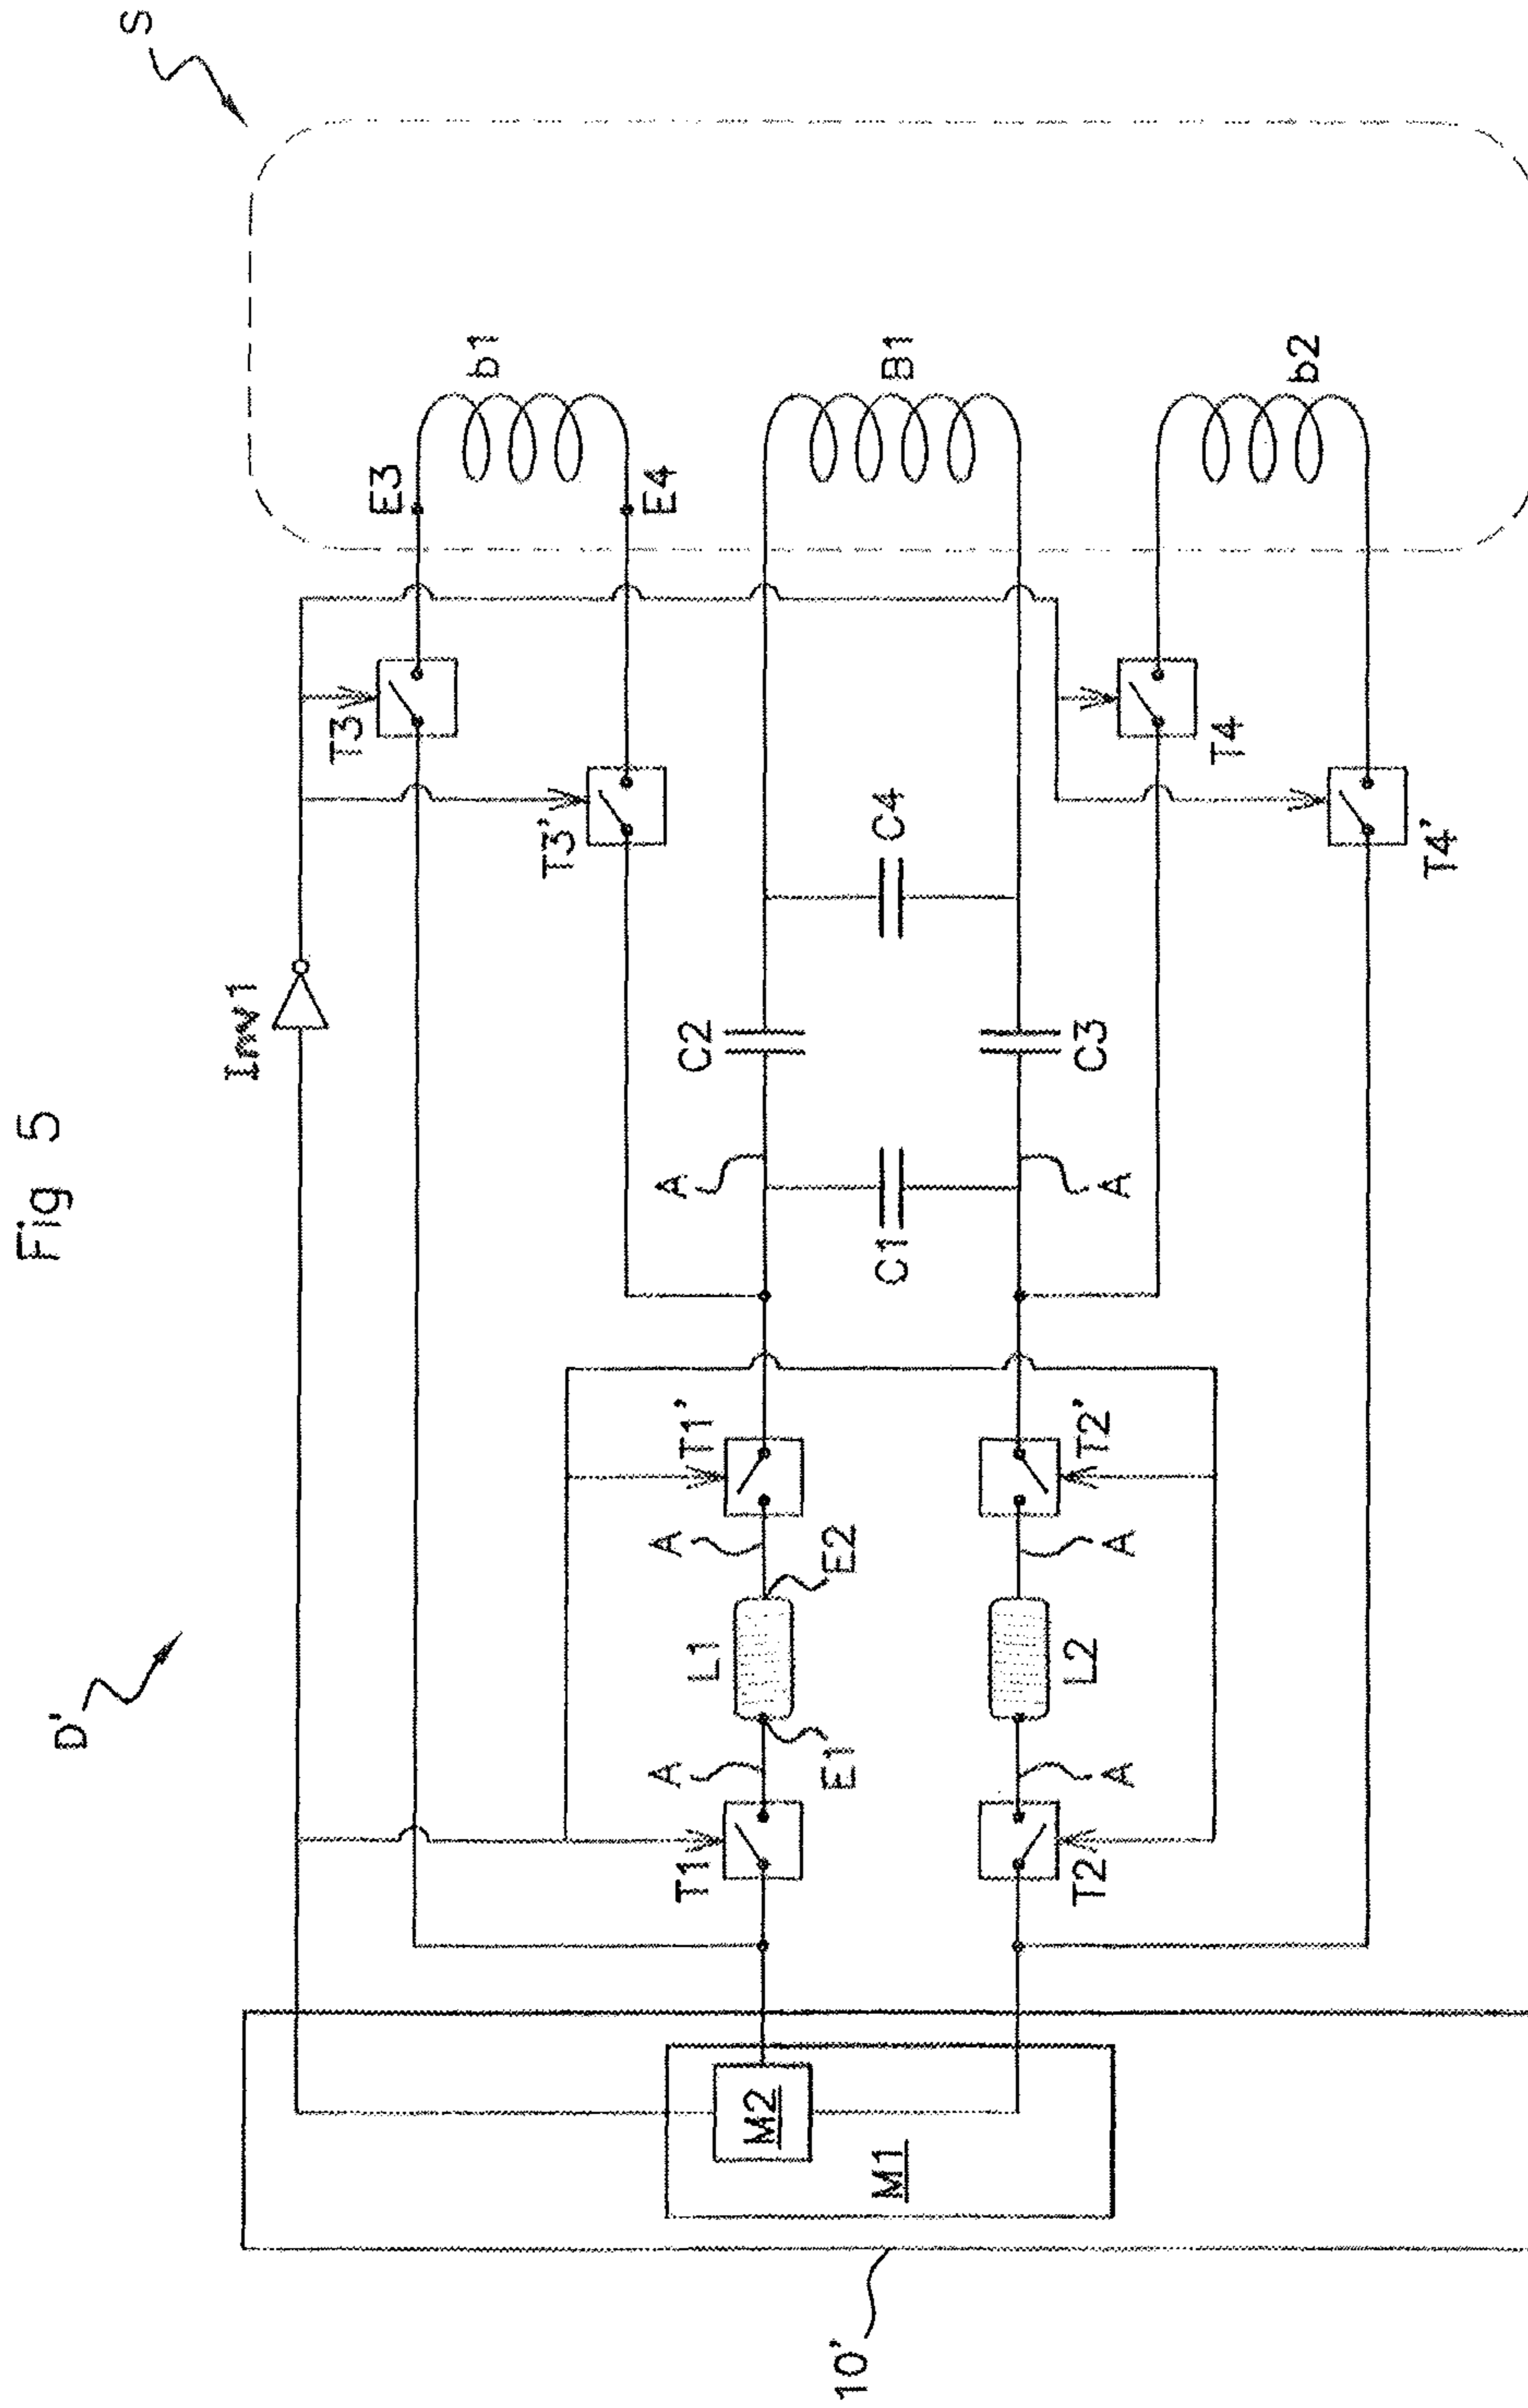 Fig 5
D'
S
Inv1
T3
E3
b1
T3'
E4
T1
A
E1
L1
E2
A
T1'
A
C2
C1
C4
B1
T2
A
L2
A
T2'
A
C3
T4
b2
T4'
M2
M1
10'